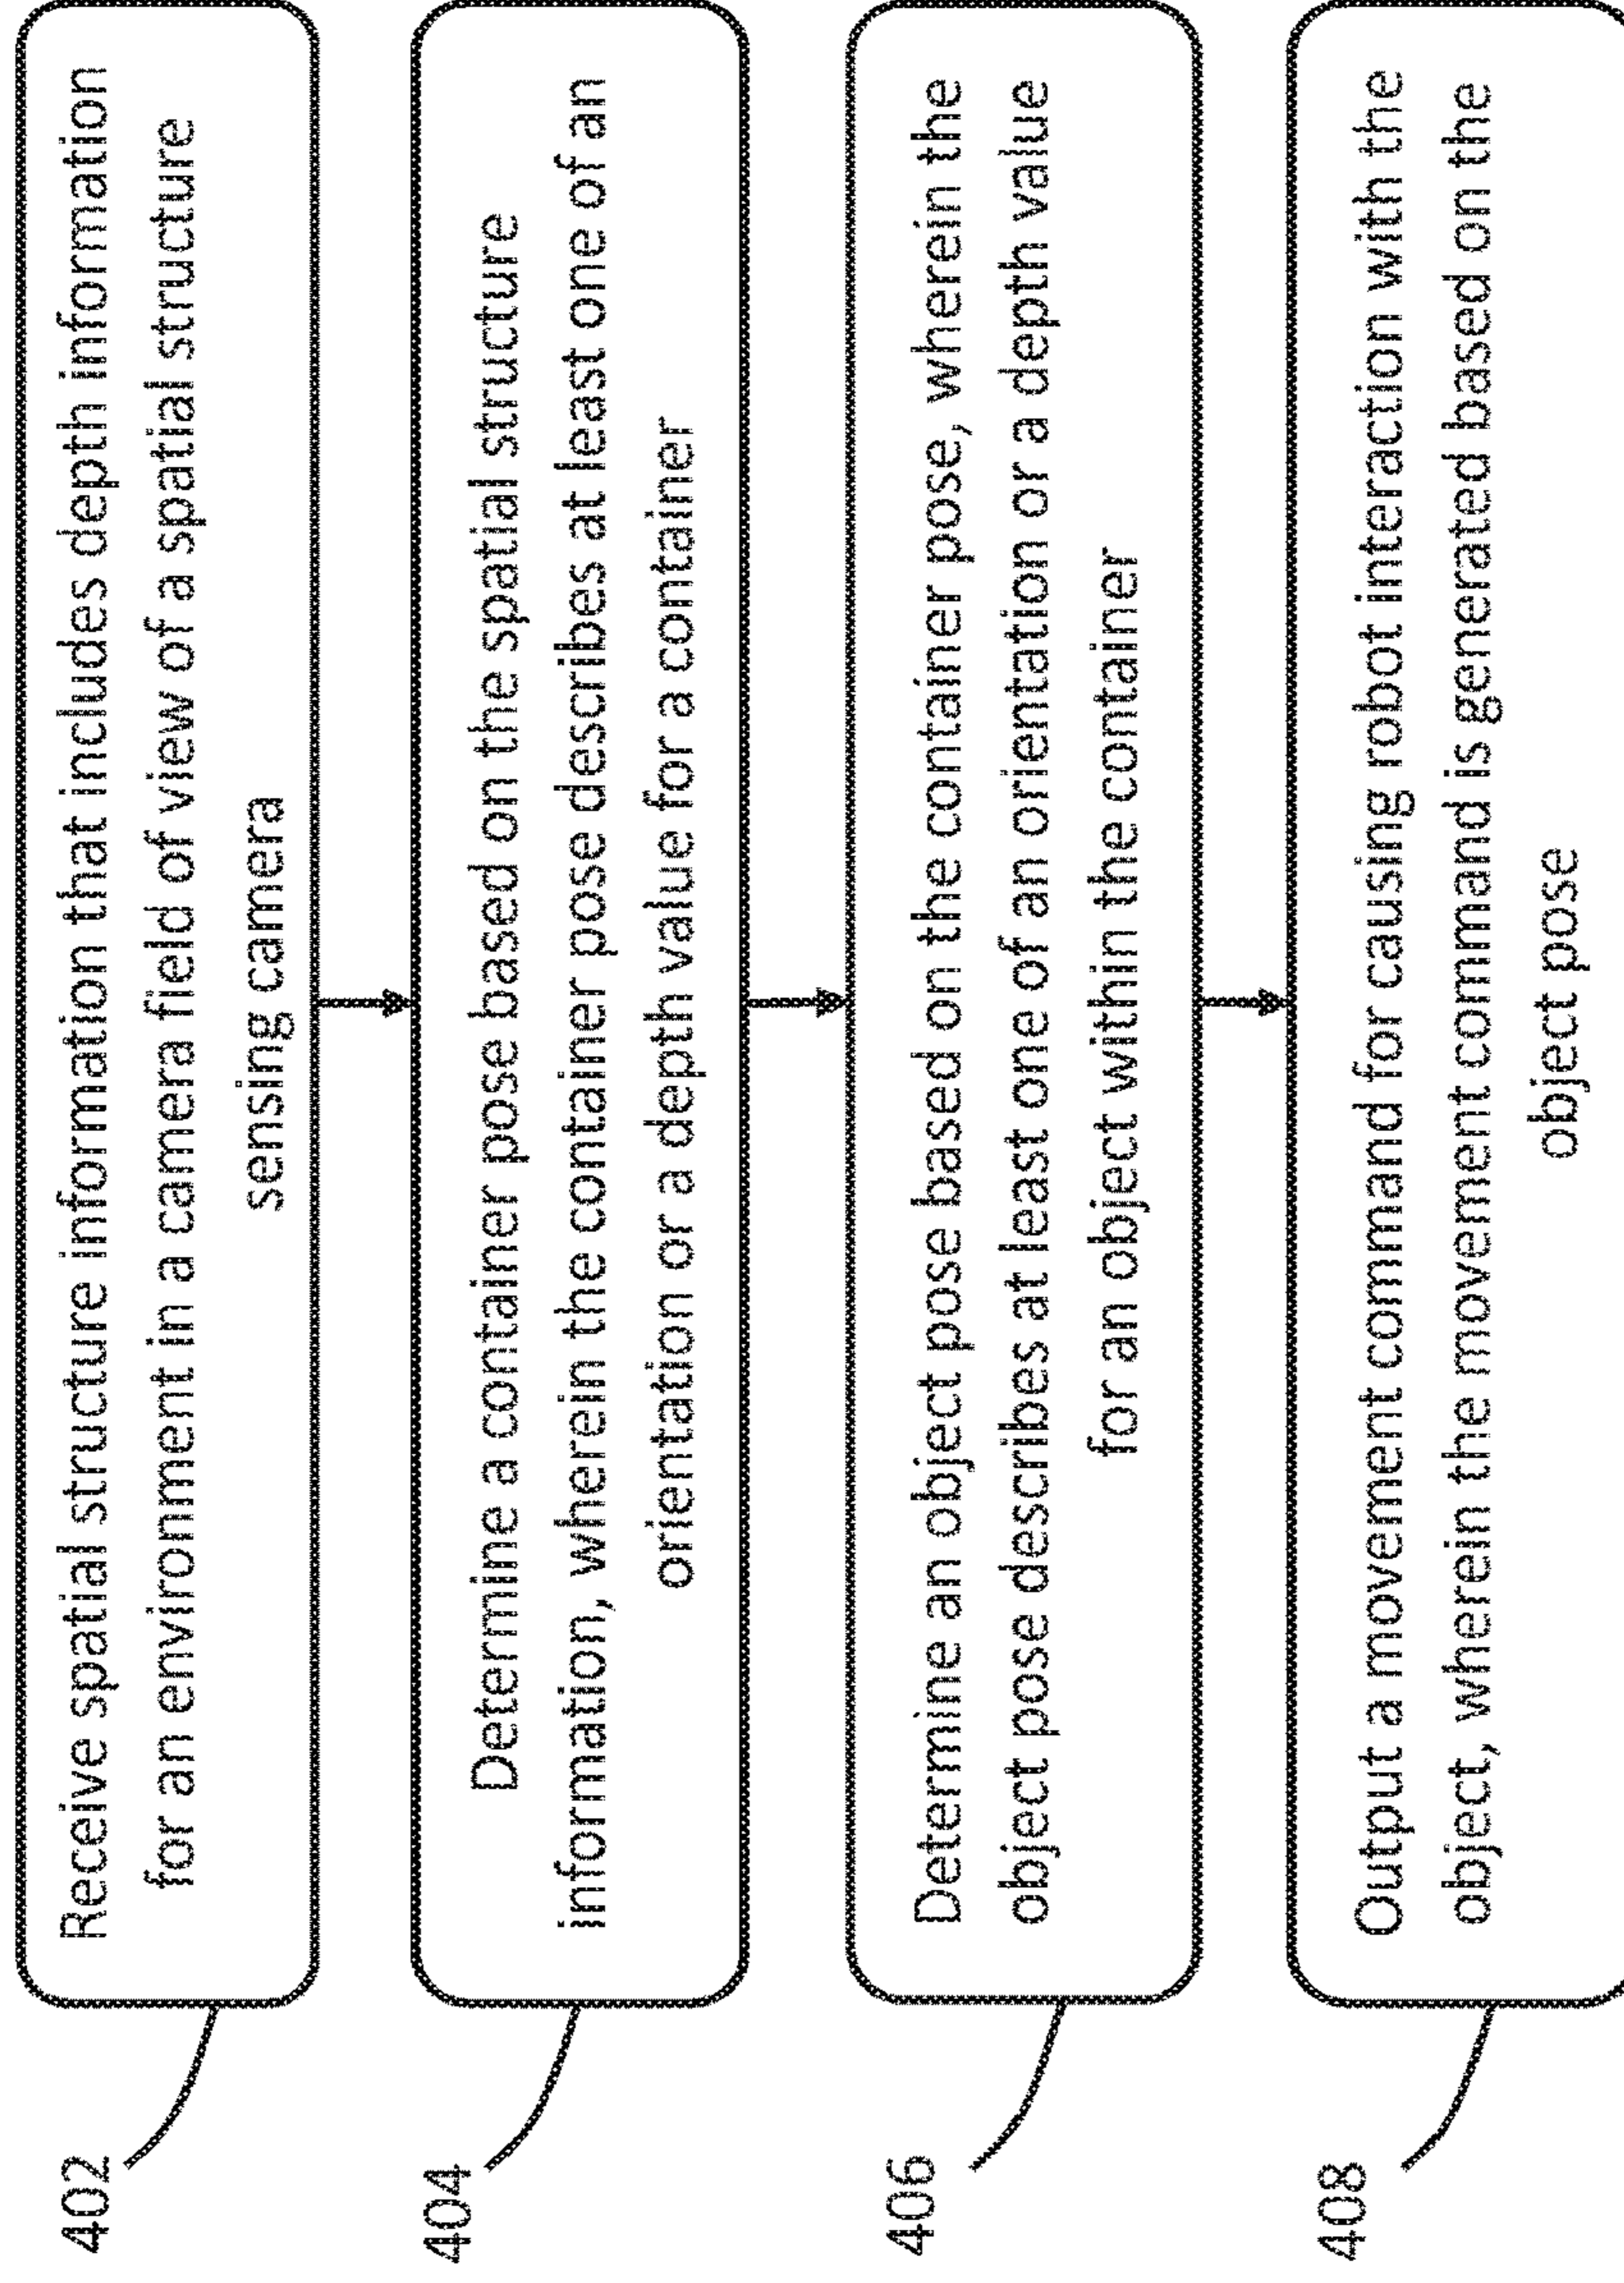 402
Receive spatial structure information that includes depth information
for an environment in a camera field of view of a spatial structure
sensing camera
404
Determine a container pose based on the spatial structure
information, wherein the container pose describes at least one of an
orientation or a depth value for a container
406
Determine an object pose based on the container pose, wherein the
object pose describes at least one of an orientation or a depth value
for an object within the container
408
Output a movement command for causing robot interaction with the
object, wherein the movement command is generated based on the
object pose